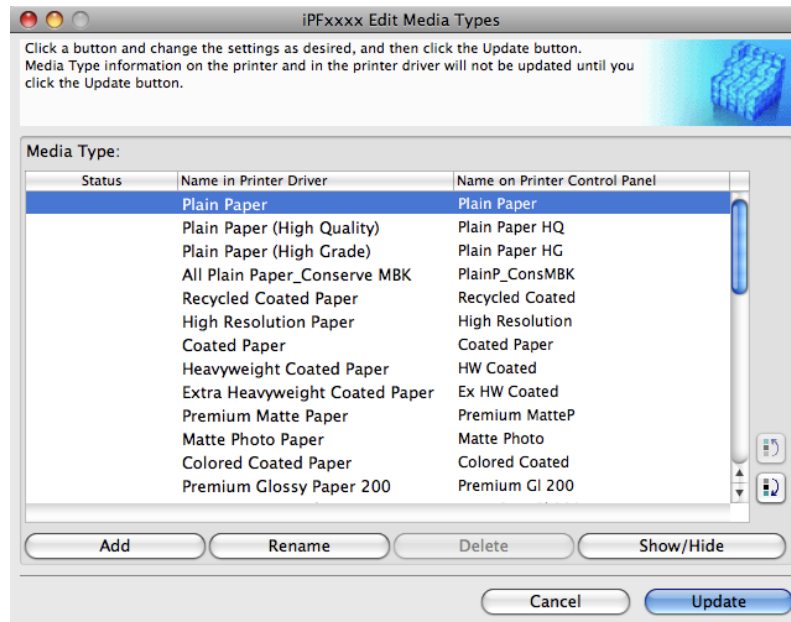 iPFxxxx Edit Media Types
Click a button and change the settings as desired, and then click the Update button.
Media Type information on the printer and in the printer driver will not be updated until you
click the Update button.
Media Type:
Status Name in Printer Driver Name on Printer Control Panel
Plain Paper Plain Paper
Plain Paper (High Quality) Plain Paper HQ
Plain Paper (High Grade) Plain Paper HG
All Plain Paper_Conserve MBK PlainP_ConsMBK
Recycled Coated Paper Recycled Coated
High Resolution Paper High Resolution
Coated Paper Coated Paper
Heavyweight Coated Paper HW Coated
Extra Heavyweight Coated Paper Ex HW Coated
Premium Matte Paper Premium MatteP
Matte Photo Paper Matte Photo
Colored Coated Paper Colored Coated
Premium Glossy Paper 200 Premium Gl 200
Add Rename Delete Show/Hide
Cancel Update